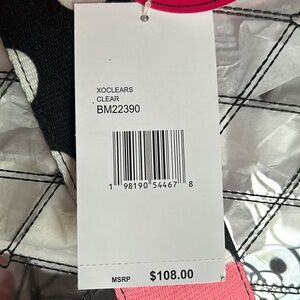 XOCLEARS
CLEAR
BM22390
1 98190 54467 8
MSRP $108.00